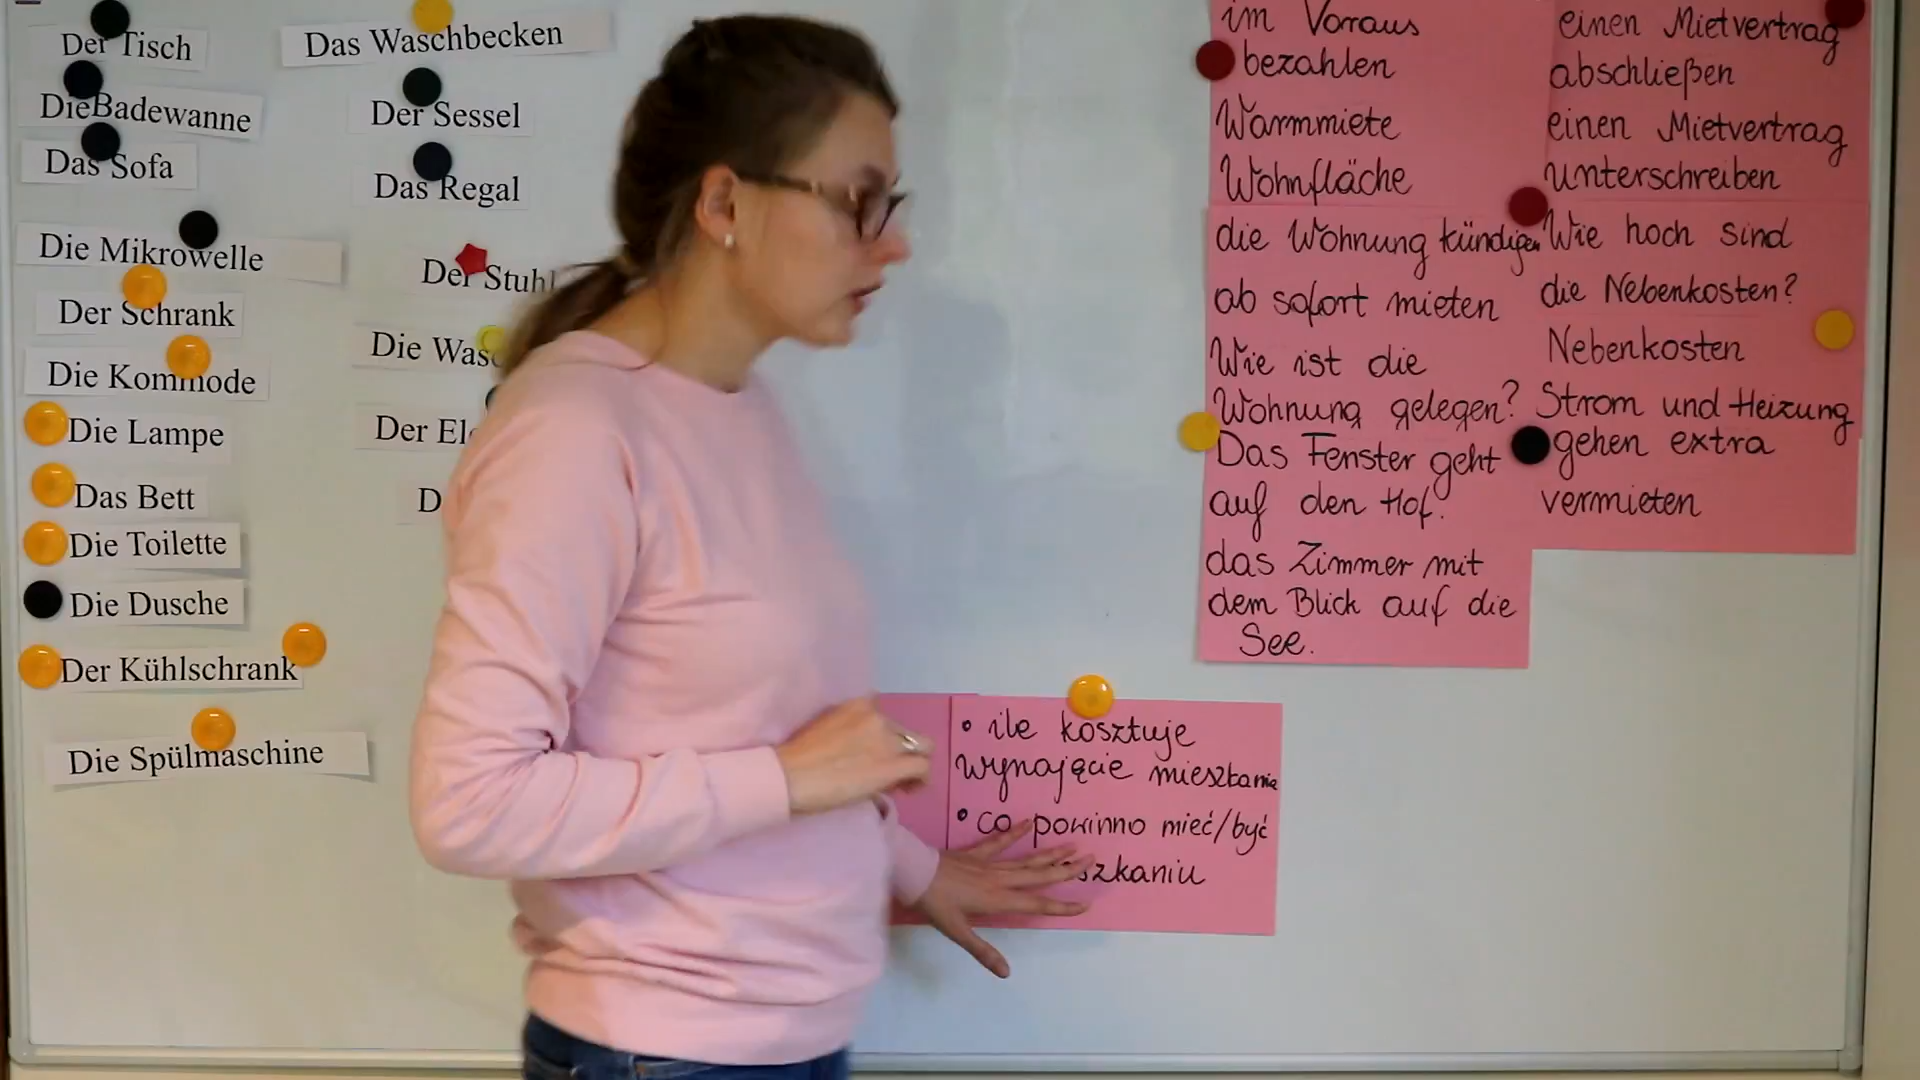 Der Tisch
DieBadewanne
Das Sofa
Die Mikrowelle
Der Schrank
Die Kommode
Die Lampe
Das Bett
Die Toilette
Die Dusche
Der Kühlschrank
Die Spülmaschine
Das Waschbecken
Der Sessel
Das Regal
Der Stuhl
Die
Der
im Vorraus
bezahlen
Warmmiete
Wohnfläche
die Wohnung kündigen
ab sofort mieten
Wie ist die
Wohnung gelegen?
Das Fenster geht
auf den Hof.
das Zimmer mit
dem Blick auf die
See.
einen Mietvertrag
abschließen
einen Mietvertrag
unterschreiben
Wie hoch sind
die Nebenkosten?
Nebenkosten
Strom und Heizung
gehen extra
vermieten
• ile kosztuje
wynajęcie mieszkania
• co powinno mieć/być